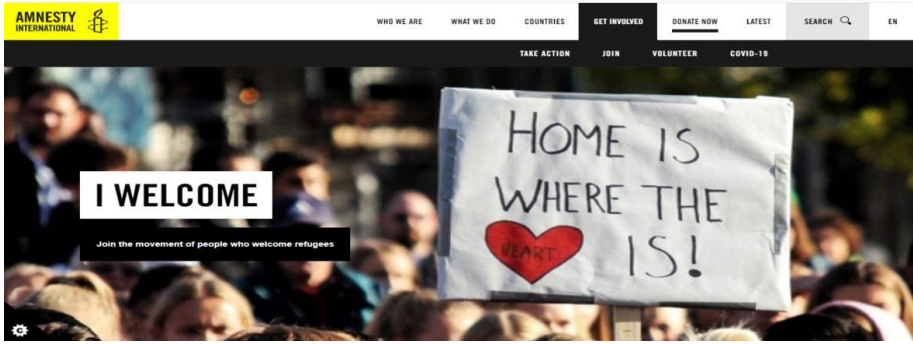 AMNESTY
INTERNATIONAL
WHO WE ARE
WHAT WE DO
COUNTRIES
GET INVOLVED
DONATE NOW
LATEST
SEARCH
EN
TAKE ACTION
JOIN
VOLUNTEER
COVID-19
I WELCOME
Join the movement of people who welcome refugees
HOME IS
WHERE THE
HEART IS!